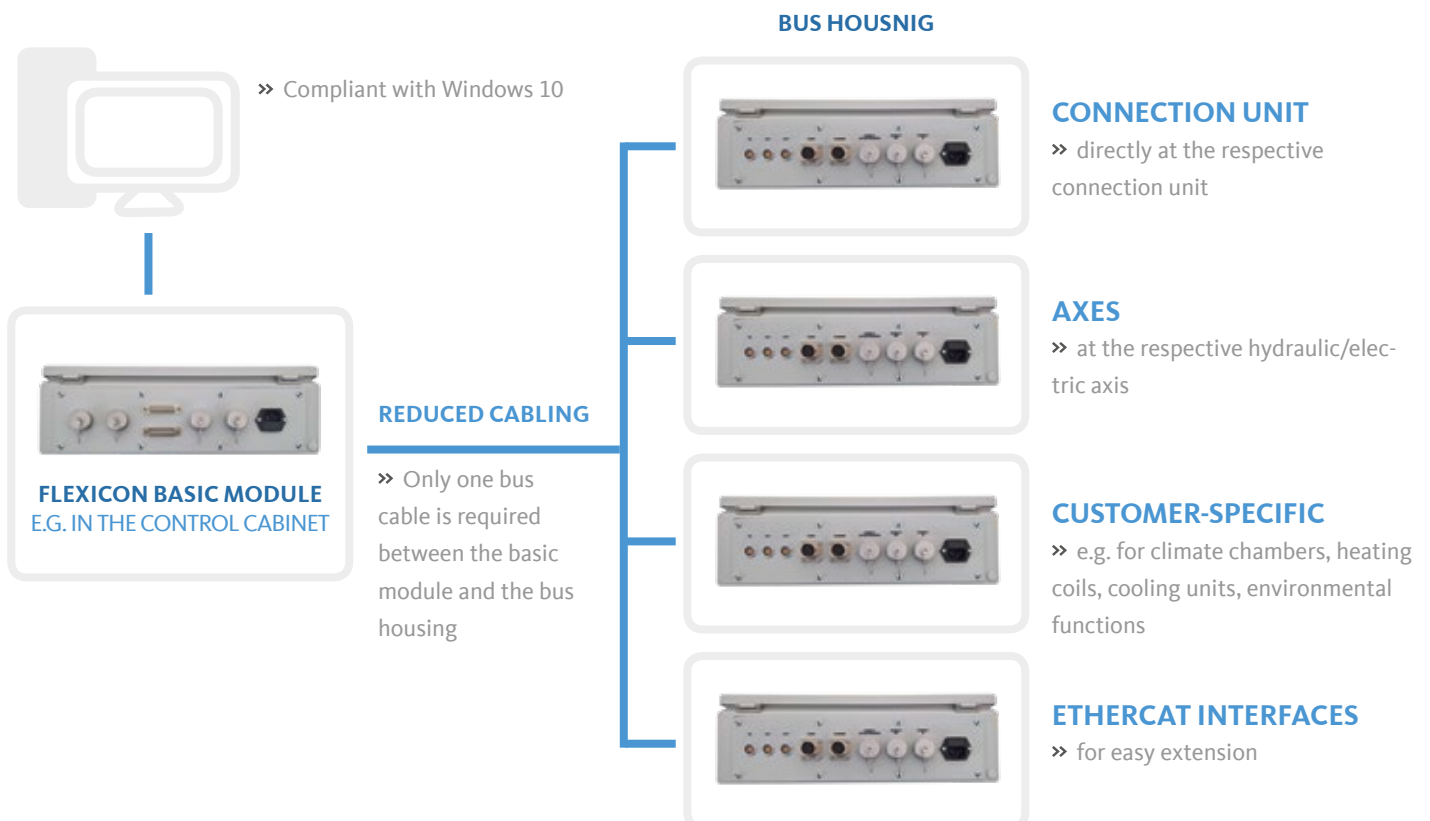 BUS HOUSNIG
>> Compliant with Windows 10
CONNECTION UNIT
>> directly at the respective
connection unit
AXES
>> at the respective hydraulic/elec-
tric axis
REDUCED CABLING
>> Only one bus
cable is required
between the basic
module and the bus
housing
FLEXICON BASIC MODULE
E.G. IN THE CONTROL CABINET
CUSTOMER-SPECIFIC
>> e.g. for climate chambers, heating
coils, cooling units, environmental
functions
ETHERCAT INTERFACES
>> for easy extension